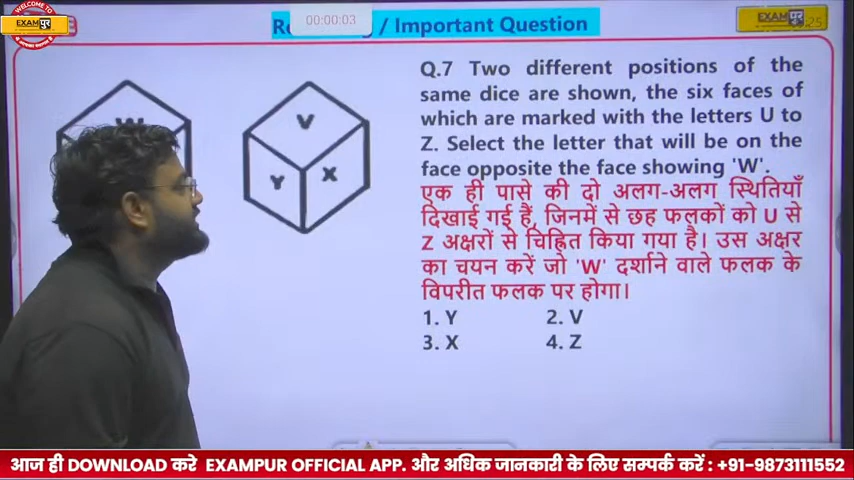 WELCOME TO
EXAMपुर
00:00:03
/ Important Question
EXAMपुर
Q.7 Two different positions of the
same dice are shown, the six faces of
which are marked with the letters U to
Z. Select the letter that will be on the
face opposite the face showing 'W'.
एक ही पासे की दो अलग-अलग स्थितियाँ
दिखाई गई हैं, जिनमें से छह फलकों को U से
Z अक्षरों से चिह्नित किया गया है। उस अक्षर
का चयन करें जो 'W' दर्शाने वाले फलक के
विपरीत फलक पर होगा।
1. Y 2. V
3. X 4. Z
V
Y X
आज ही DOWNLOAD करे EXAMPUR OFFICIAL APP. और अधिक जानकारी के लिए सम्पर्क करें : +91-9873111552